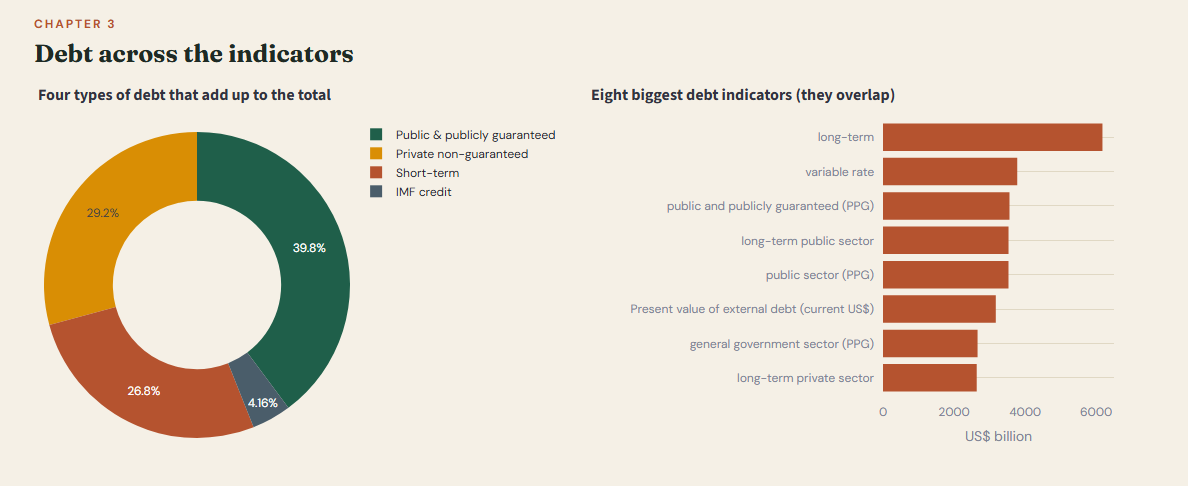 CHAPTER 3
Debt across the indicators
Four types of debt that add up to the total
Public & publicly guaranteed
Private non-guaranteed
Short-term
IMF credit
29.2%
39.8%
26.8%
4.16%
Eight biggest debt indicators (they overlap)
long-term
variable rate
public and publicly guaranteed (PPG)
long-term public sector
public sector (PPG)
Present value of external debt (current US$)
general government sector (PPG)
long-term private sector
0 2000 4000 6000
US$ billion